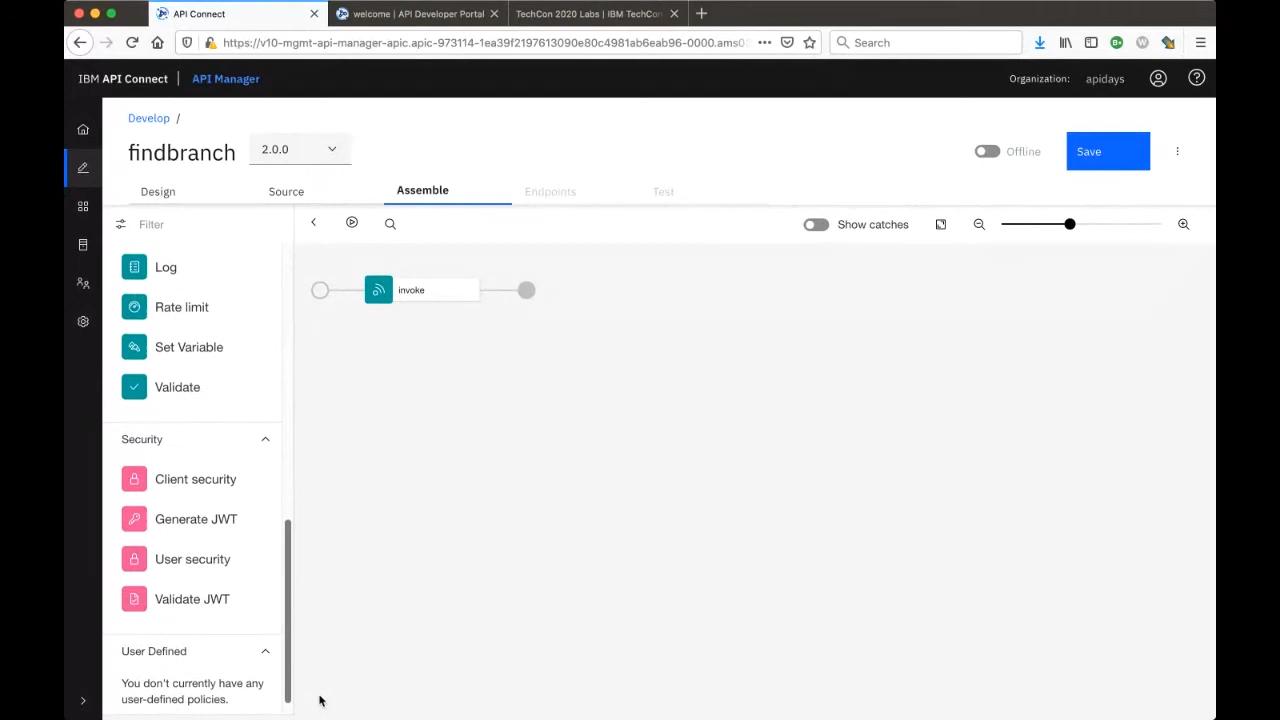 API Connect
welcome | API Developer Portal
TechCon 2020 Labs | IBM TechCon
https://v10-mgmt-api-manager-apic.apic-973114-1ea39f2197613090e80c4981ab6eab96-0000.ams03
Search
IBM API Connect
API Manager
Organization:
apidays
Develop /
findbranch
2.0.0
Offline
Save
Design
Source
Assemble
Endpoints
Test
Filter
Show catches
Log
Rate limit
Set Variable
Validate
Security
Client security
Generate JWT
User security
Validate JWT
User Defined
You don't currently have any
user-defined policies.
invoke